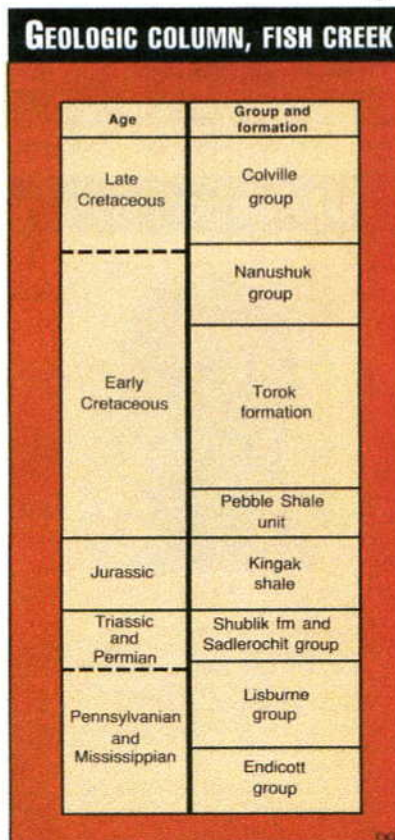 GEOLOGIC COLUMN, FISH CREEK
Age
Group and
formation
Late
Cretaceous
Colville
group
Nanushuk
group
Early
Cretaceous
Torok
formation
Pebble Shale
unit
Jurassic
Kingak
shale
Triassic
and
Permian
Shublik fm and
Sadlerochit group
Pennsylvanian
and
Mississippian
Lisburne
group
Endicott
group